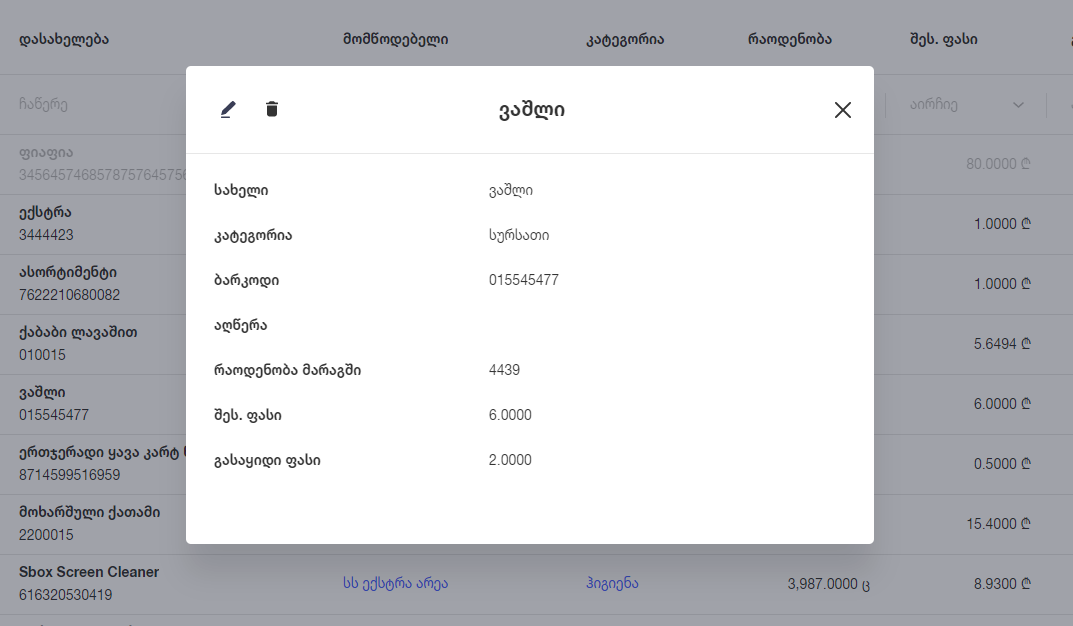 დასახელება მომწოდებელი კატეგორია რაოდენობა შეს. ფასი
ჩაწერე აირჩიე
ფიაფია
3456457468578757645756 80.0000 ₾
ექსტრა
3444423 1.0000 ₾
ასორტიმენტი
7622210680082 1.0000 ₾
ქაბაბი ლავაშით
010015 5.6494 ₾
ვაშლი
015545477 6.0000 ₾
ერთჯერადი ყავა კარტ
8714599516959 0.5000 ₾
მოხარშული ქათამი
2200015 15.4000 ₾
Sbox Screen Cleaner
616320530419 სს ექსტრა არეა ჰიგიენა 3,987.0000 ც 8.9300 ₾
ვაშლი
სახელი ვაშლი
კატეგორია სურსათი
ბარკოდი 015545477
აღწერა
რაოდენობა მარაგში 4439
შეს. ფასი 6.0000
გასაყიდი ფასი 2.0000